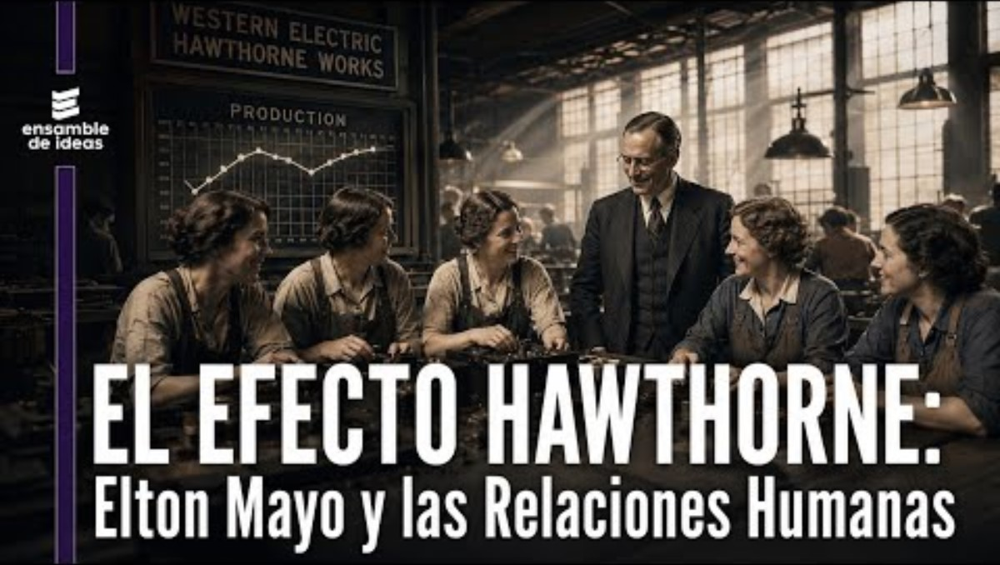 WESTERN ELECTRIC
HAWTHORNE WORKS
PRODUCTION
ensamble
de ideas
EL EFECTO HAWTHORNE:
Elton Mayo y las Relaciones Humanas